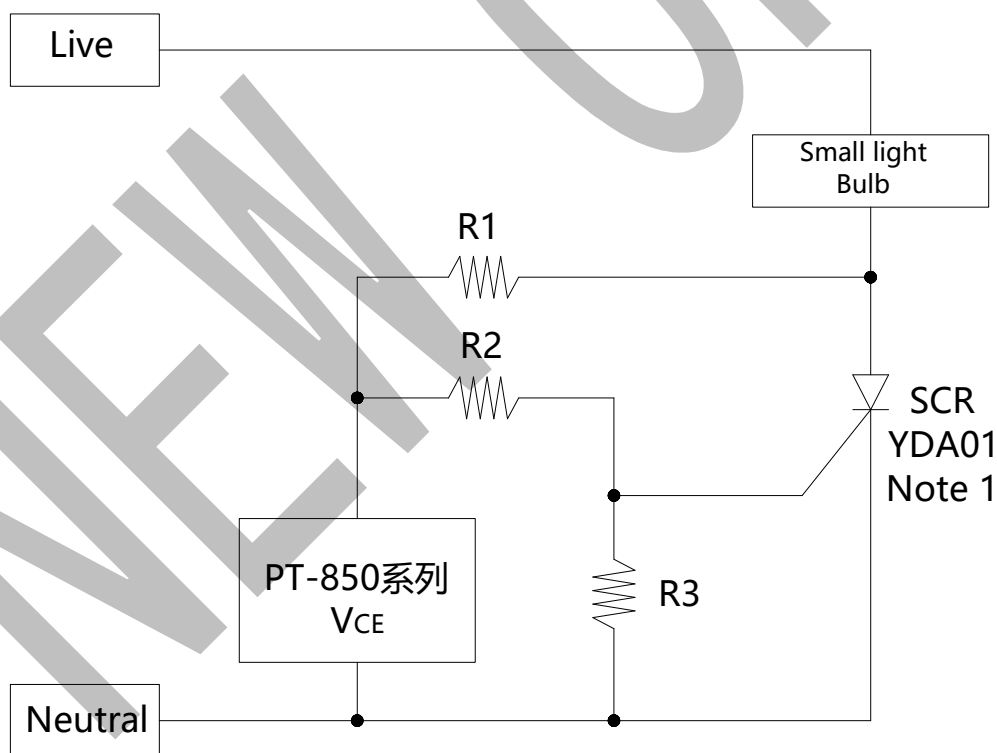 Live
Small light
Bulb
R1
R2
SCR
YDA01
Note 1
PT-850系列
VCE
R3
Neutral